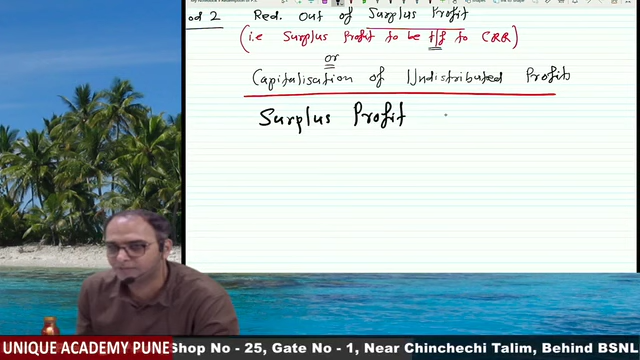 od 2 Red. Out of Surplus Profit
(i.e Surplus Profit to be t/f to CRR)
or
Capitalisation of Undistributed Profit
Surplus Profit
UNIQUE ACADEMY PUNE Shop No - 25, Gate No - 1, Near Chinchechi Talim, Behind BSNL